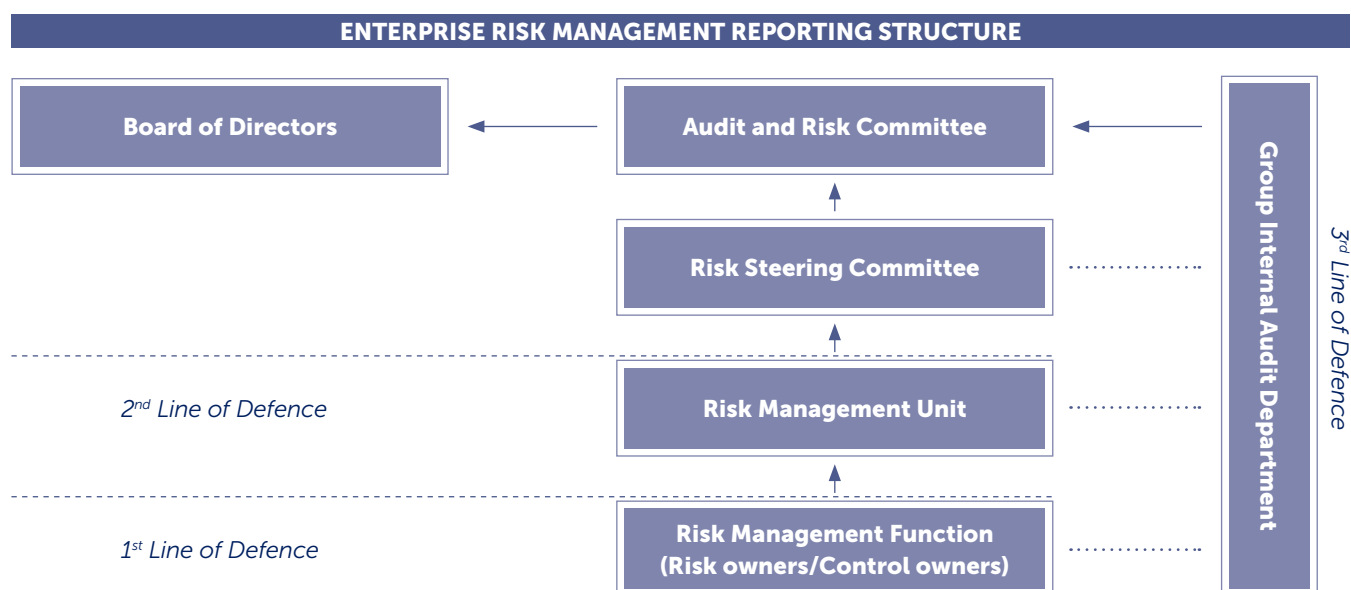 ENTERPRISE RISK MANAGEMENT REPORTING STRUCTURE
Board of Directors
Audit and Risk Committee
Risk Steering Committee
Group Internal Audit Department
3rd Line of Defence
2nd Line of Defence
Risk Management Unit
1st Line of Defence
Risk Management Function
(Risk owners/Control owners)